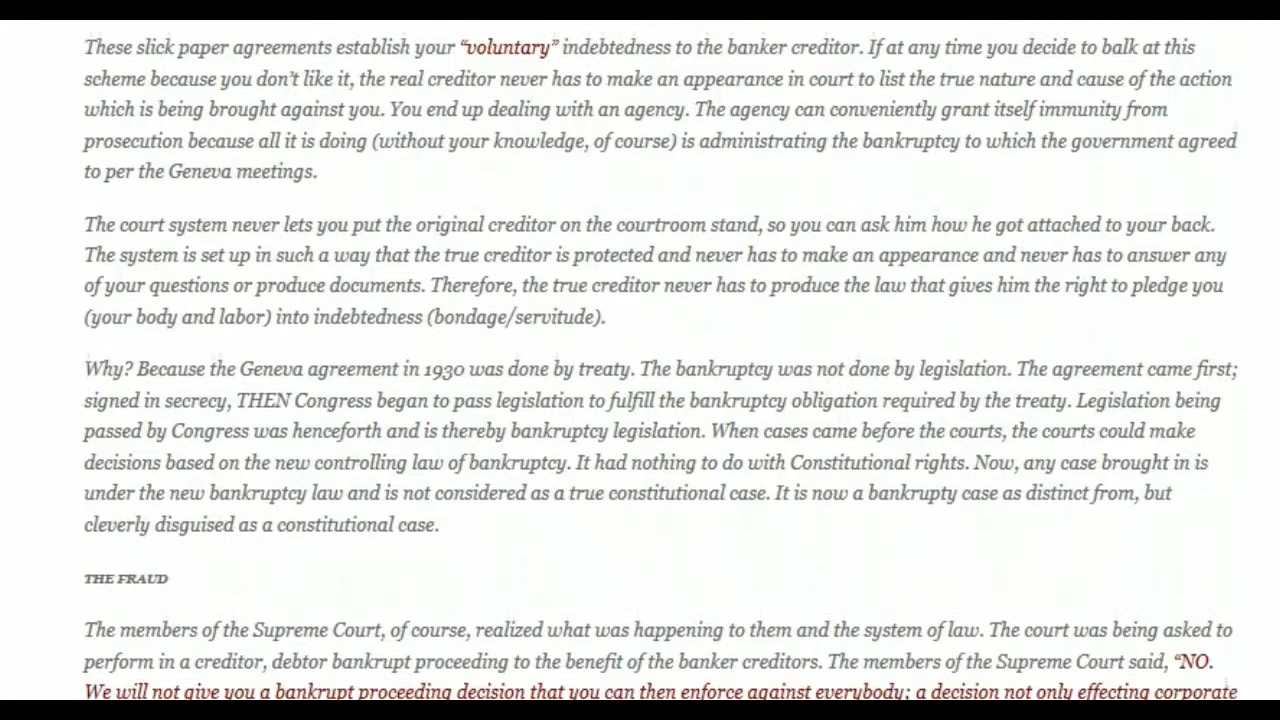 These slick paper agreements establish your “voluntary” indebtedness to the banker creditor. If at any time you decide to balk at this
scheme because you don’t like it, the real creditor never has to make an appearance in court to list the true nature and cause of the action
which is being brought against you. You end up dealing with an agency. The agency can conveniently grant itself immunity from
prosecution because all it is doing (without your knowledge, of course) is administrating the bankruptcy to which the government agreed
to per the Geneva meetings.
The court system never lets you put the original creditor on the courtroom stand, so you can ask him how he got attached to your back.
The system is set up in such a way that the true creditor is protected and never has to make an appearance and never has to answer any
of your questions or produce documents. Therefore, the true creditor never has to produce the law that gives him the right to pledge you
(your body and labor) into indebtedness (bondage/servitude).
Why? Because the Geneva agreement in 1930 was done by treaty. The bankruptcy was not done by legislation. The agreement came first;
signed in secrecy, THEN Congress began to pass legislation to fulfill the bankruptcy obligation required by the treaty. Legislation being
passed by Congress was henceforth and is thereby bankruptcy legislation. When cases came before the courts, the courts could make
decisions based on the new controlling law of bankruptcy. It had nothing to do with Constitutional rights. Now, any case brought in is
under the new bankruptcy law and is not considered as a true constitutional case. It is now a bankrupty case as distinct from, but
cleverly disguised as a constitutional case.
THE FRAUD
The members of the Supreme Court, of course, realized what was happening to them and the system of law. The court was being asked to
perform in a creditor, debtor bankrupt proceeding to the benefit of the banker creditors. The members of the Supreme Court said, “NO.
We will not give you a bankrupt proceeding decision that you can then enforce against everybody; a decision not only effecting corporate